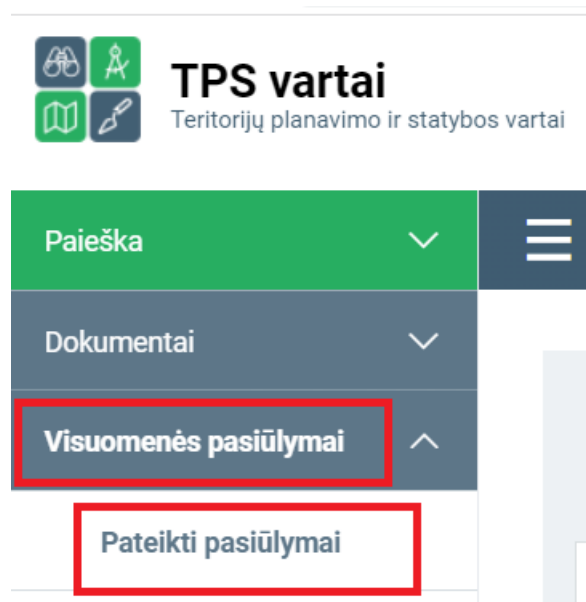 TPS vartai
Teritorijų planavimo ir statybos vartai
Paieška
Dokumentai
Visuomenės pasiūlymai
Pateikti pasiūlymai